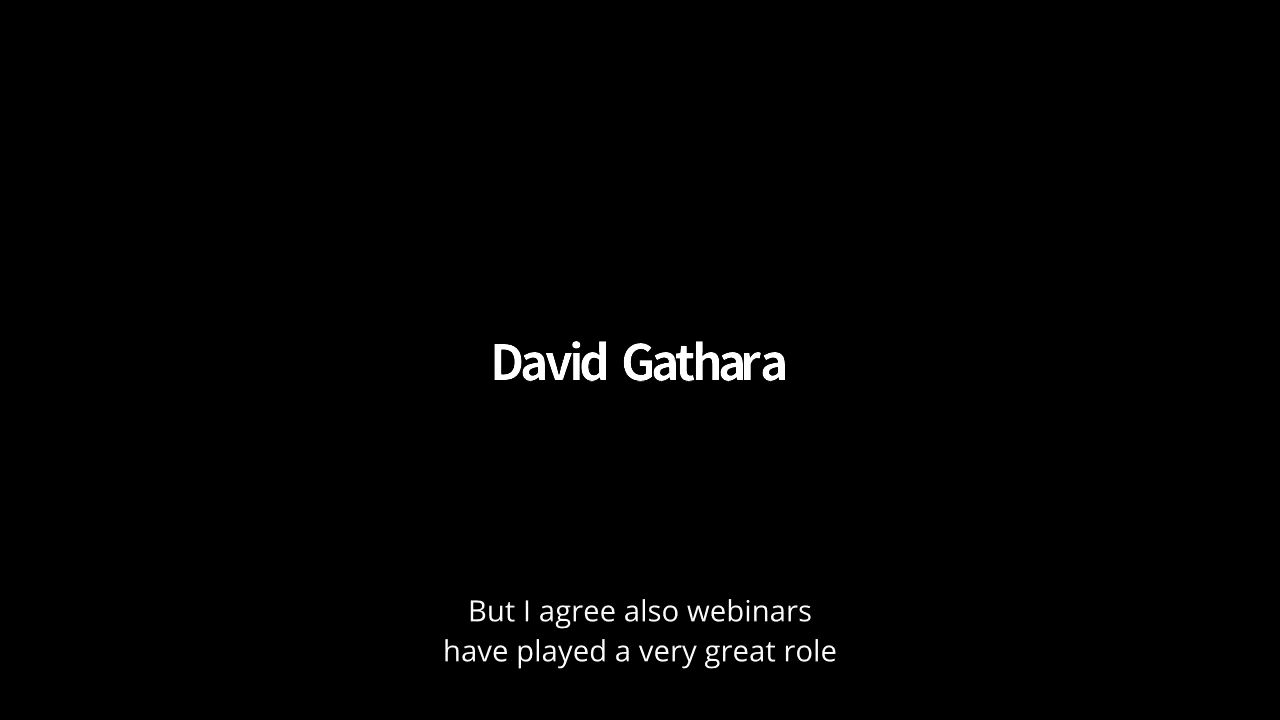 David Gathara
But I agree also webinars
have played a very great role